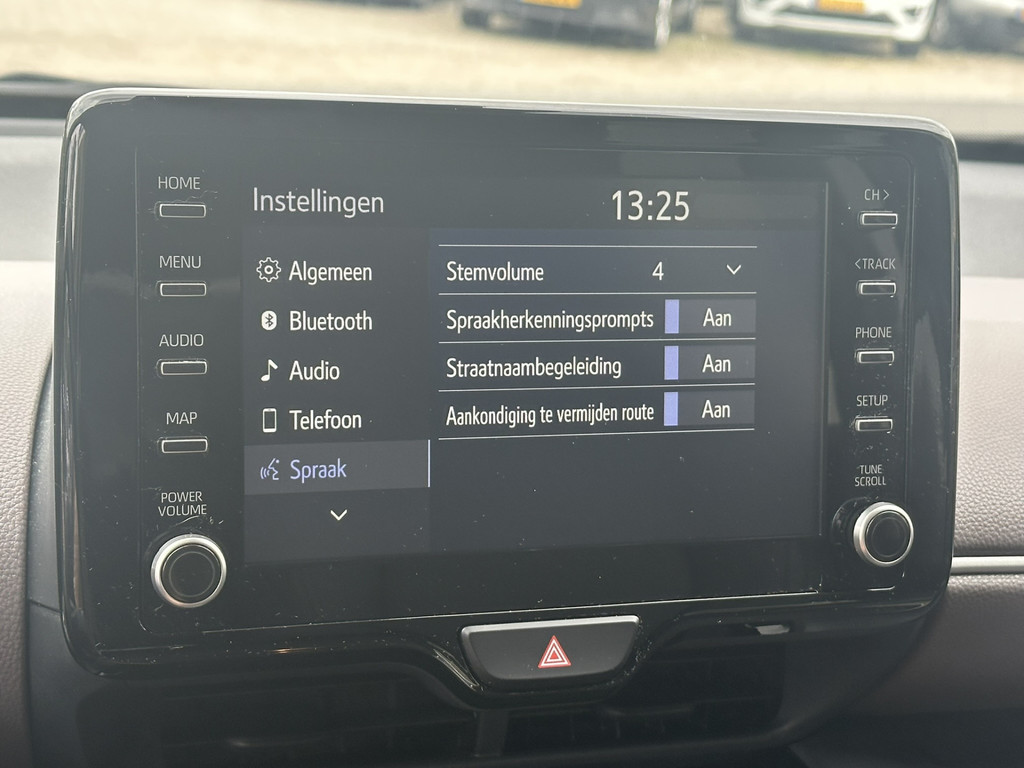 HOME
MENU
AUDIO
MAP
POWER
VOLUME
Instellingen
13:25
Algemeen
Bluetooth
Audio
Telefoon
Spraak
Stemvolume 4
Spraakherkenningsprompts Aan
Straatnaambegeleiding Aan
Aankondiging te vermijden route Aan
CH >
< TRACK
PHONE
SETUP
TUNE
SCROLL